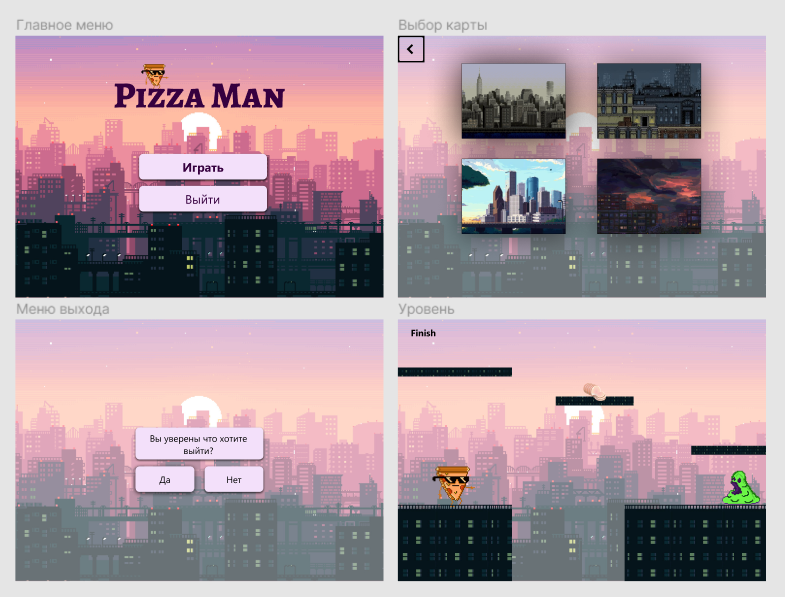 Главное меню
PIZZA MAN
Играть
Выйти
Выбор карты
Меню выхода
Вы уверены что хотите
выйти?
Да
Нет
Уровень
Finish